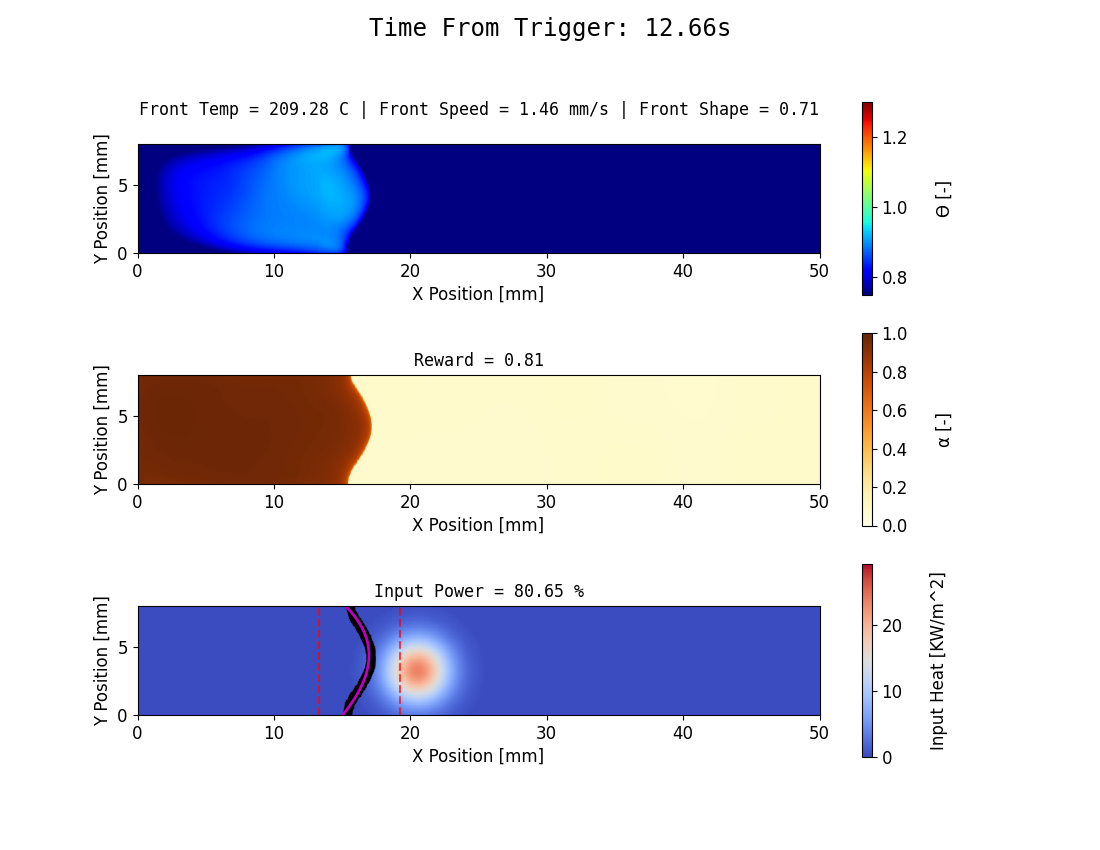 Time From Trigger: 12.66s
Front Temp = 209.28 C | Front Speed = 1.46 mm/s | Front Shape = 0.71
Y Position [mm]
5
0
0 10 20 30 40 50
X Position [mm]
1.2
1.0
0.8
Θ [-]
Reward = 0.81
Y Position [mm]
5
0
0 10 20 30 40 50
X Position [mm]
1.0
0.8
0.6
0.4
0.2
0.0
α [-]
Input Power = 80.65 %
Y Position [mm]
5
0
0 10 20 30 40 50
X Position [mm]
20
10
0
Input Heat [KW/m^2]